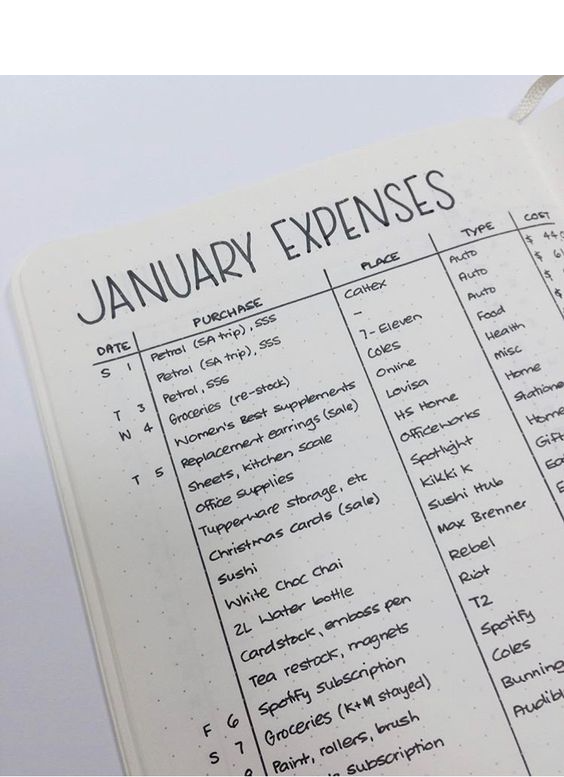 JANUARY EXPENSES
DATE PURCHASE PLACE TYPE COST
S 1 Petrol (SA trip), SSS Caltex Auto $ 44
Petrol (SA trip), SSS – Auto $ 6
T 3 Petrol, SSS 7-Eleven Auto $
W 4 Groceries (re-stock) Coles Food $
Women's Best supplements Online Health
T 5 Replacement earrings (sale) Lovisa Misc
Sheets, kitchen scale HS Home Home
Office supplies Officeworks Statione
Tupperware storage, etc Spotlight Home
Christmas cards (sale) Kikki K Gift
Sushi Sushi Hub
White Choc Chai Max Brenner
2L Water bottle Rebel
Cardstock, emboss pen Riot
Tea restock, magnets T2
F 6 Spotify subscription Spotify
S 7 Groceries (K+M stayed) Coles
Paint, rollers, brush Bunning
subscription Audibl